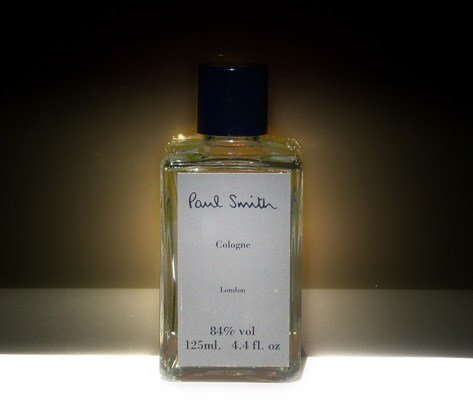 Paul Smith
Cologne
London
84% vol
125ml. 4.4 fl. oz